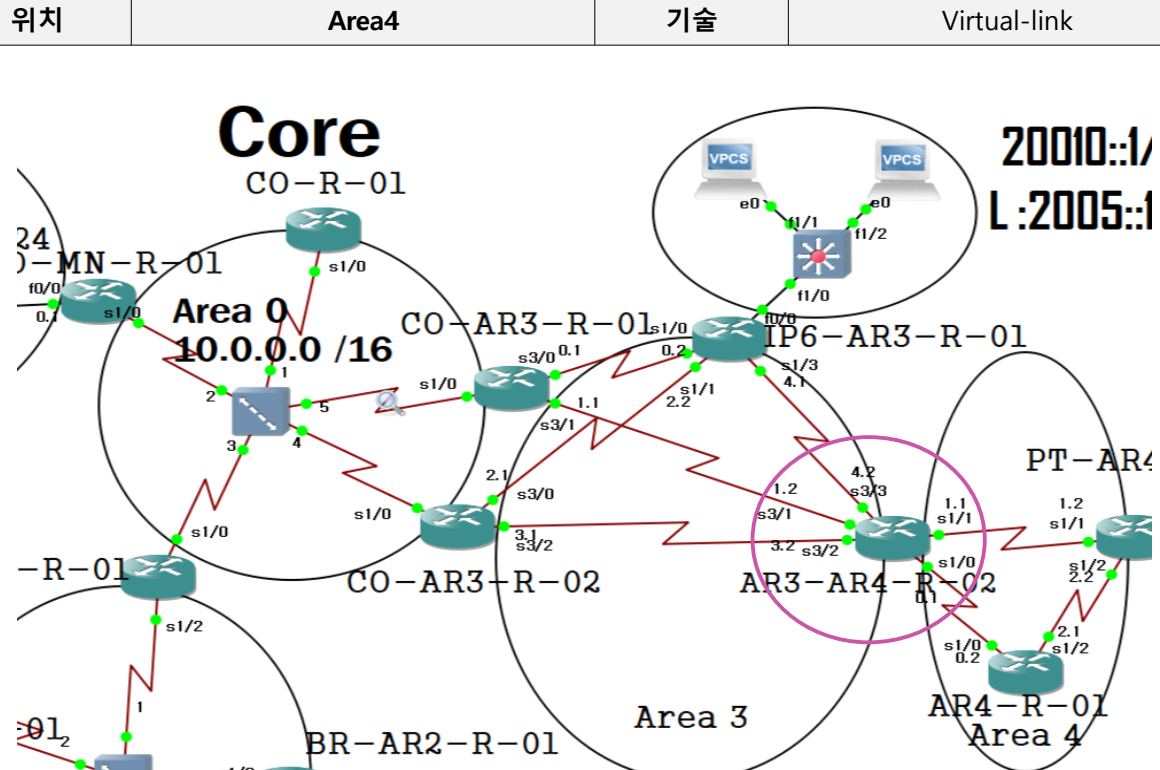 위치 Area4 기술 Virtual-link
Core
CO-R-01
VPCS VPCS
20010::1/
L:2005::1
e0 e0
f1/1
f1/2
24
-MN-R-01
s1/0
f0/0
0.1
s1/0
Area 0
10.0.0.0 /16
f1/0
f0/0
CO-AR3-R-01
s1/0
IP6-AR3-R-01
s3/0 0.1
0.2
s1/3
4.1
s1/0
s1/1
2.2
1
2
5
3
4
1.1
s3/1
2.1
s3/0
s1/0
s1/0
3.1
s3/2
CO-AR3-R-02
4.2
s3/3
1.2
s3/1
3.2 s3/2
1.1
s1/1
1.2
s1/1
PT-AR4
AR3-AR4-R-02
s1/0
0.1
s1/2
2.2
-R-01
s1/2
2.1
s1/2
s1/0
0.2
AR4-R-01
Area 4
Area 3
1
-01
2
BR-AR2-R-01